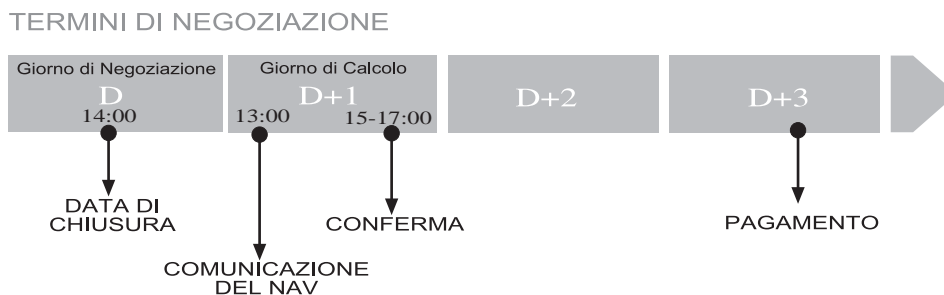 TERMINI DI NEGOZIAZIONE
Giorno di Negoziazione
D
14:00
Giorno di Calcolo
D+1
13:00 15-17:00
D+2
D+3
DATA DI
CHIUSURA
CONFERMA
PAGAMENTO
COMUNICAZIONE
DEL NAV